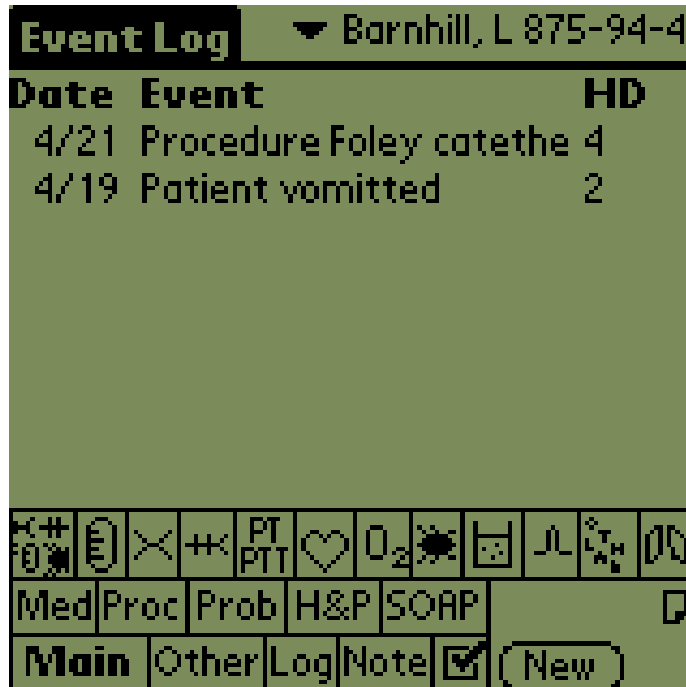 Event Log Barnhill, L 875-94-4
Date Event HD
4/21 Procedure Foley cathe 4
4/19 Patient vomitted 2
PT PTT O₂
Med Proc Prob H&P SOAP
Main Other Log Note New